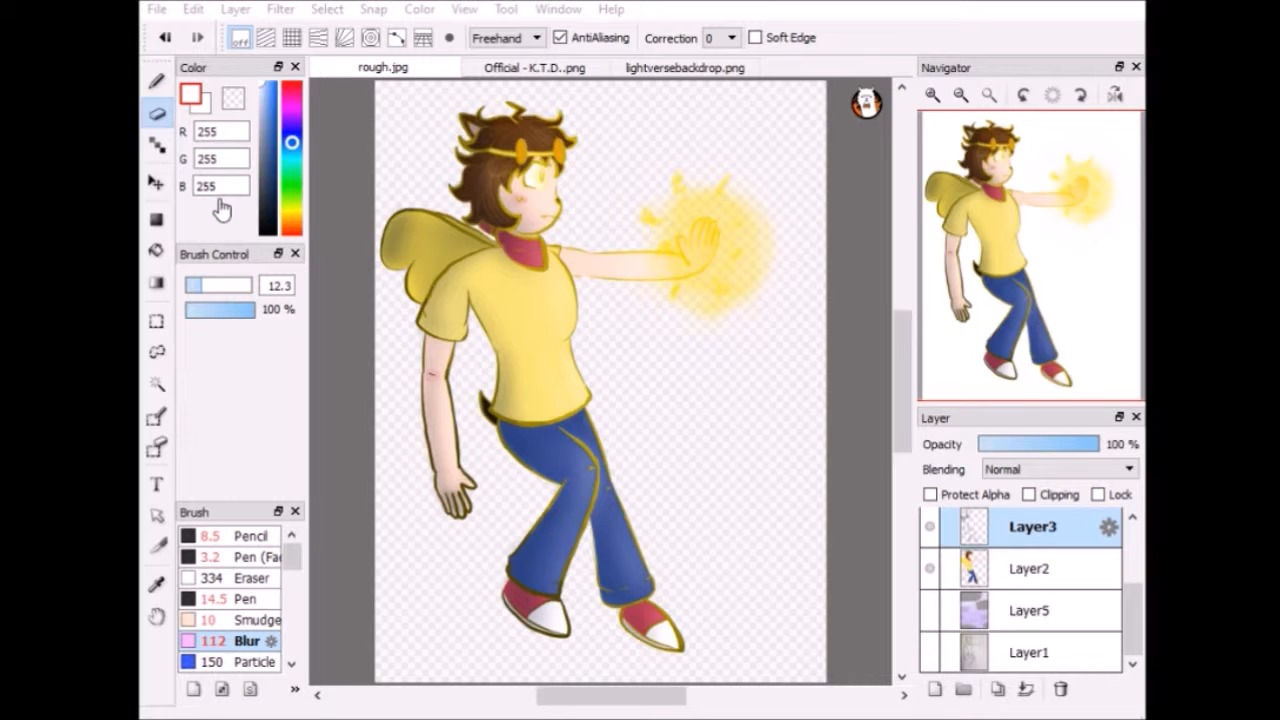 File Edit Layer Filter Select Snap Color View Tool Window Help
off Freehand AntiAliasing Correction 0 Soft Edge
Color
rough.jpg Official - K.T.D..png lightversebackdrop.png
Navigator
R 255
G 255
B 255
Brush Control
12.3
100 %
Brush
8.5 Pencil
3.2 Pen (Fa
334 Eraser
14.5 Pen
10 Smudge
112 Blur
150 Particle
Layer
Opacity 100 %
Blending Normal
Protect Alpha Clipping Lock
Layer3
Layer2
Layer5
Layer1
T